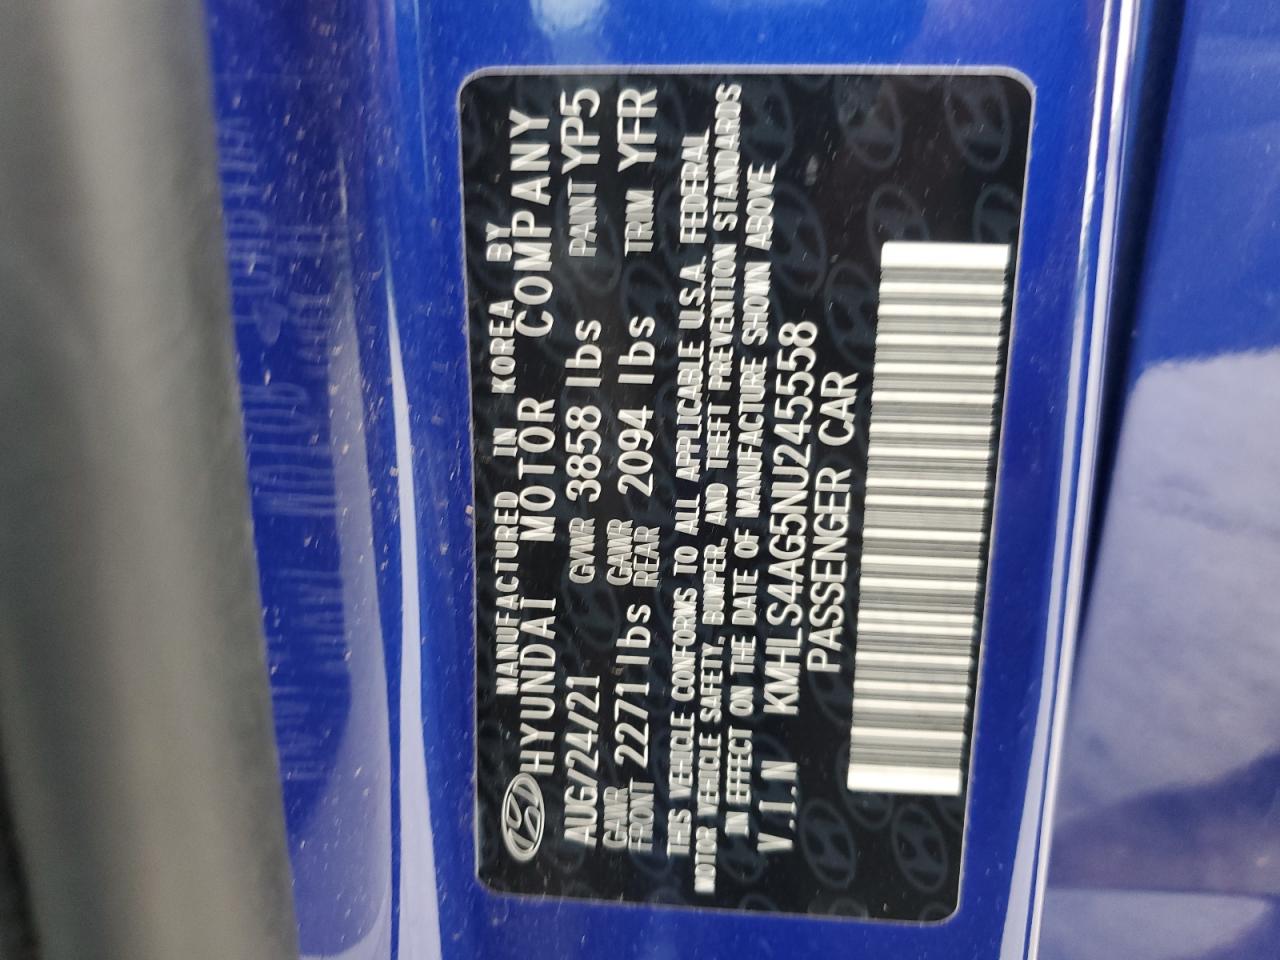 MANUFACTURED IN KOREA BY
HYUNDAI MOTOR COMPANY
AUG/24/21 GVWR 3858 lbs PAINT YP5
GAWR FRONT 2271 lbs GAWR REAR 2094 lbs TRIM YFR
THIS VEHICLE CONFORMS TO ALL APPLICABLE U.S.A. FEDERAL
MOTOR VEHICLE SAFETY, BUMPER, AND THEFT PREVENTION STANDARDS
IN EFFECT ON THE DATE OF MANUFACTURE SHOWN ABOVE
V.I.N KMHLS4AG5NU245558
PASSENGER CAR